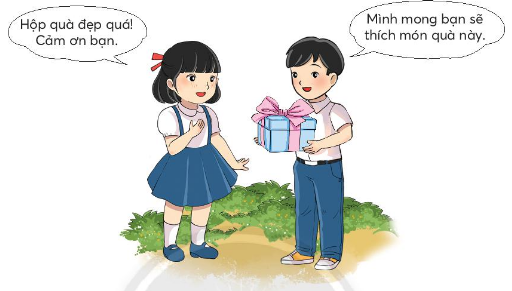 Hộp quà đẹp quá!
Cảm ơn bạn.
Mình mong bạn sẽ
thích món quà này.